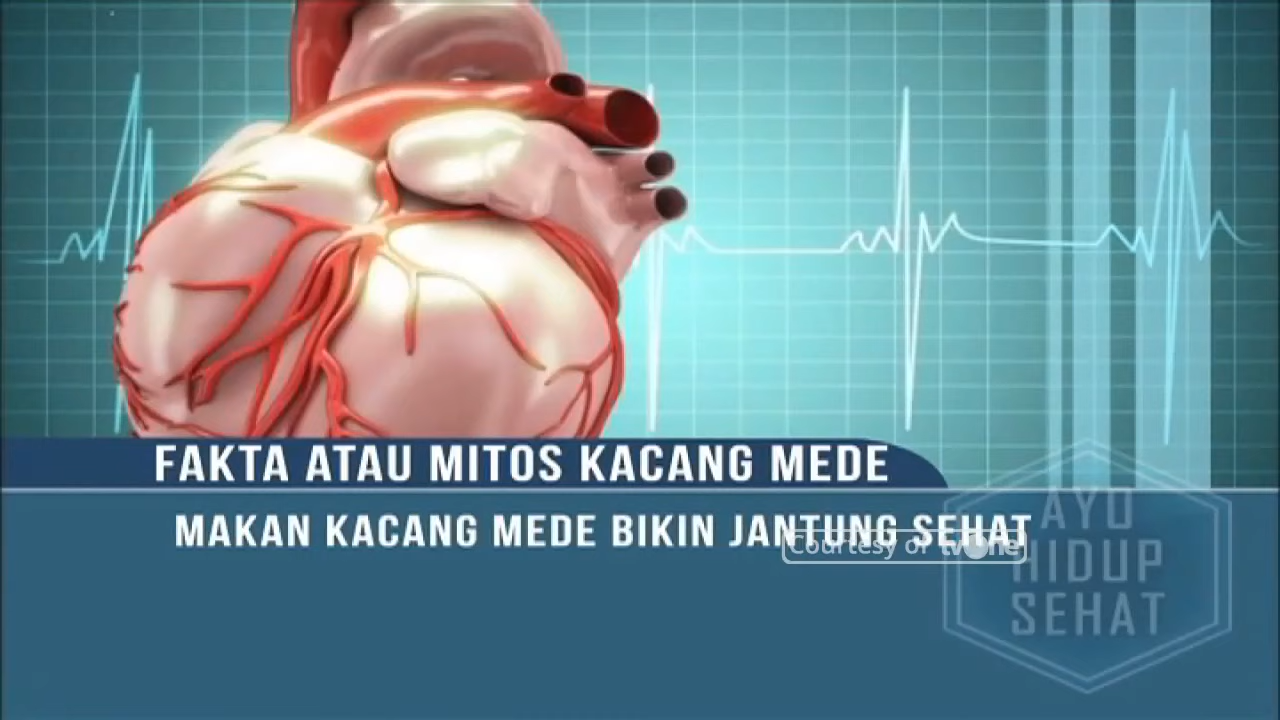 FAKTA ATAU MITOS KACANG MEDE
MAKAN KACANG MEDE BIKIN JANTUNG SEHAT
Courtesy of tvOne
AYO
HIDUP
SEHAT